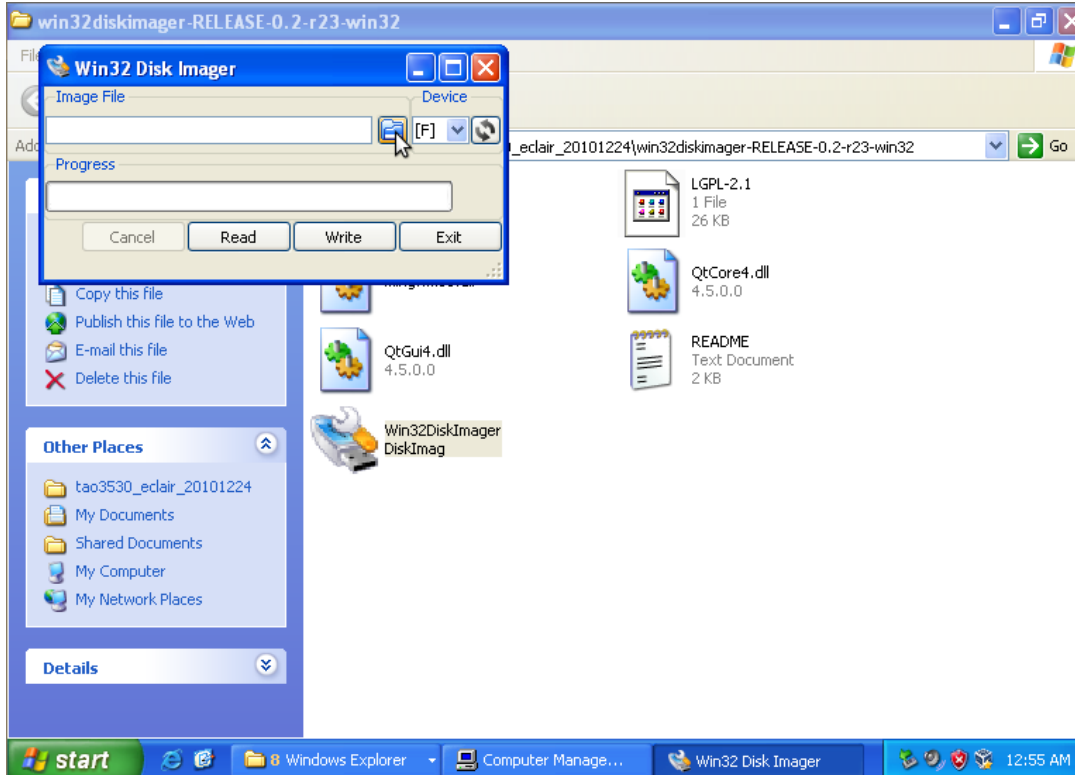 win32diskimager-RELEASE-0.2-r23-win32
Win32 Disk Imager
Image File
Device
[F]
_eclair_20101224\win32diskimager-RELEASE-0.2-r23-win32
Go
Progress
Cancel
Read
Write
Exit
Copy this file
Publish this file to the Web
E-mail this file
Delete this file
Other Places
tao3530_eclair_20101224
My Documents
Shared Documents
My Computer
My Network Places
Details
LGPL-2.1
1 File
26 KB
QtCore4.dll
4.5.0.0
QtGui4.dll
4.5.0.0
README
Text Document
2 KB
Win32DiskImager
DiskImag
start
8 Windows Explorer
Computer Manage...
Win32 Disk Imager
12:55 AM